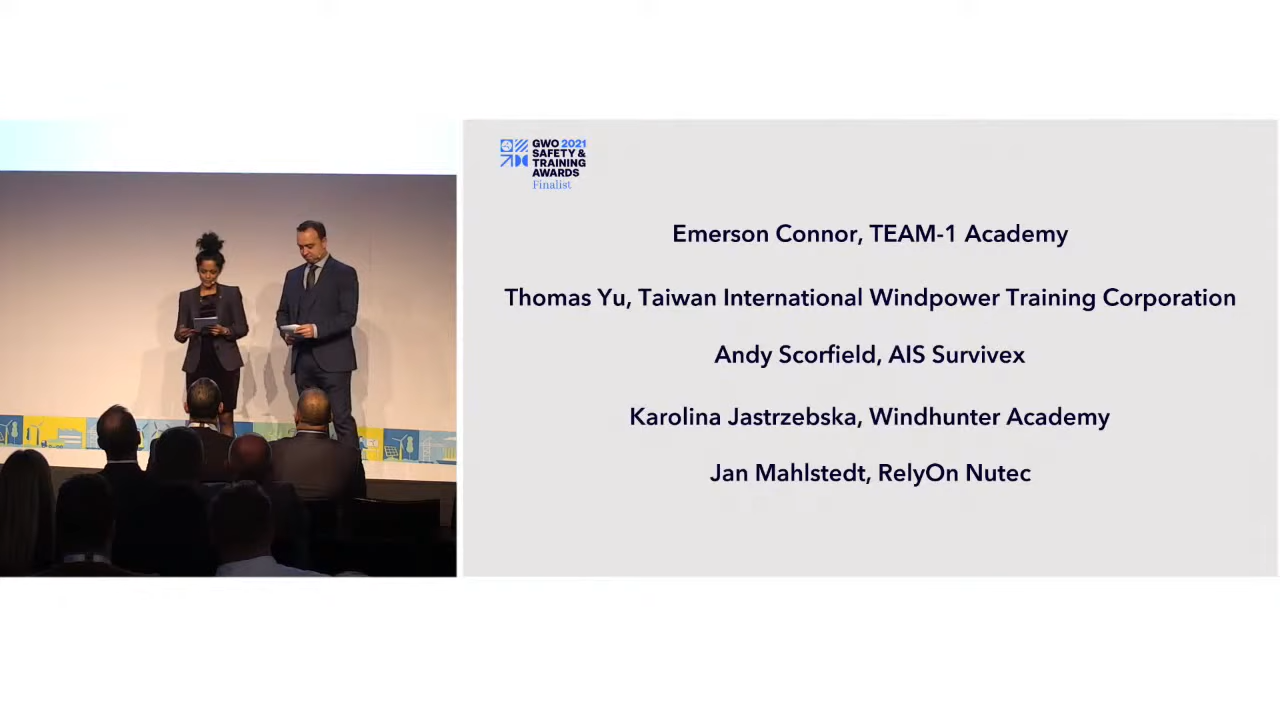 GWO 2021
SAFETY &
TRAINING
AWARDS
Finalist
Emerson Connor, TEAM-1 Academy
Thomas Yu, Taiwan International Windpower Training Corporation
Andy Scorfield, AIS Survivex
Karolina Jastrzebska, Windhunter Academy
Jan Mahlstedt, RelyOn Nutec